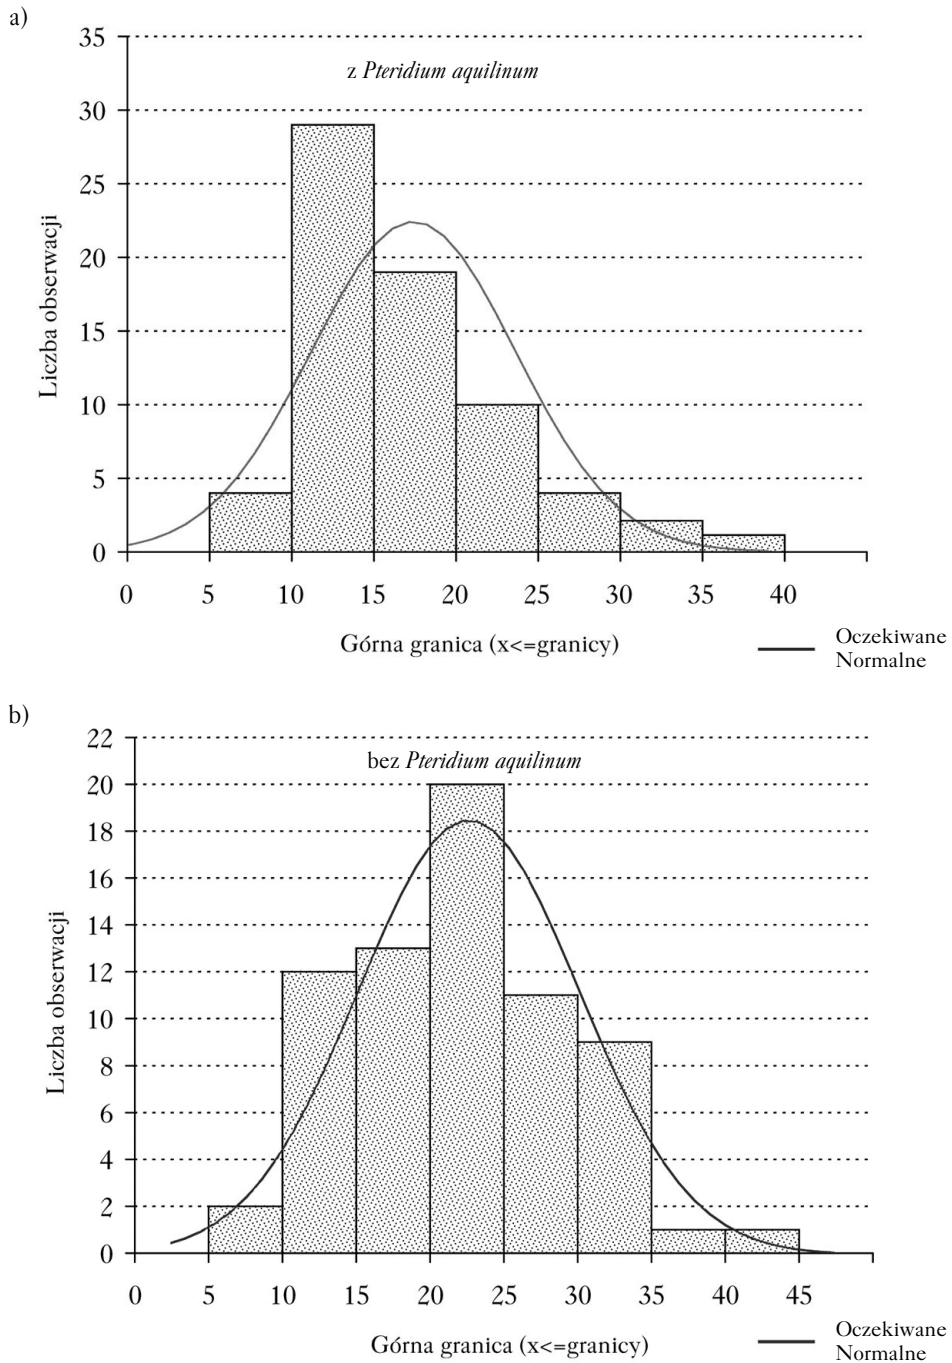 a)
35
z Pteridium aquilinum
30
25
20
15
10
5
0
Liczba obserwacji
0 5 10 15 20 25 30 35 40
Górna granica (x<=granicy)
Oczekiwane
Normalne
b)
22
bez Pteridium aquilinum
20
18
16
14
12
10
8
6
4
2
0
Liczba obserwacji
0 5 10 15 20 25 30 35 40 45
Górna granica (x<=granicy)
Oczekiwane
Normalne